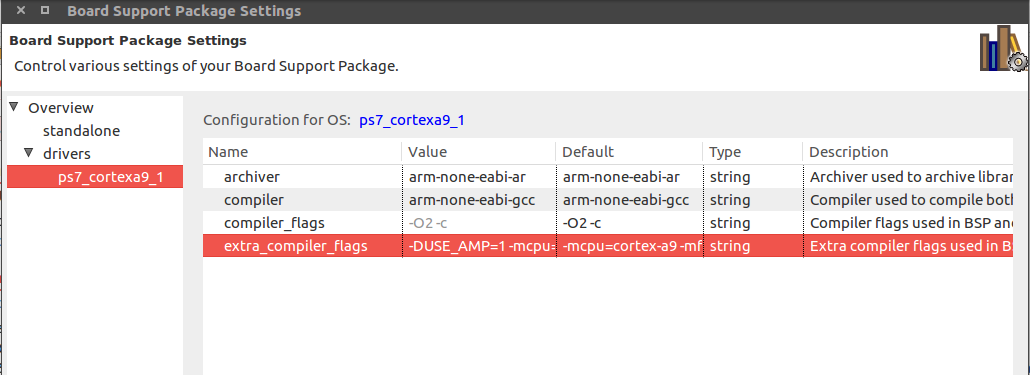 Board Support Package Settings
Board Support Package Settings
Control various settings of your Board Support Package.
Overview
standalone
drivers
ps7_cortexa9_1
Configuration for OS: ps7_cortexa9_1
Name Value Default Type Description
archiver arm-none-eabi-ar arm-none-eabi-ar string Archiver used to archive librar
compiler arm-none-eabi-gcc arm-none-eabi-gcc string Compiler used to compile both
compiler_flags -O2 -c -O2 -c string Compiler flags used in BSP and
extra_compiler_flags -DUSE_AMP=1 -mcpu= -mcpu=cortex-a9 -mf string Extra compiler flags used in BS